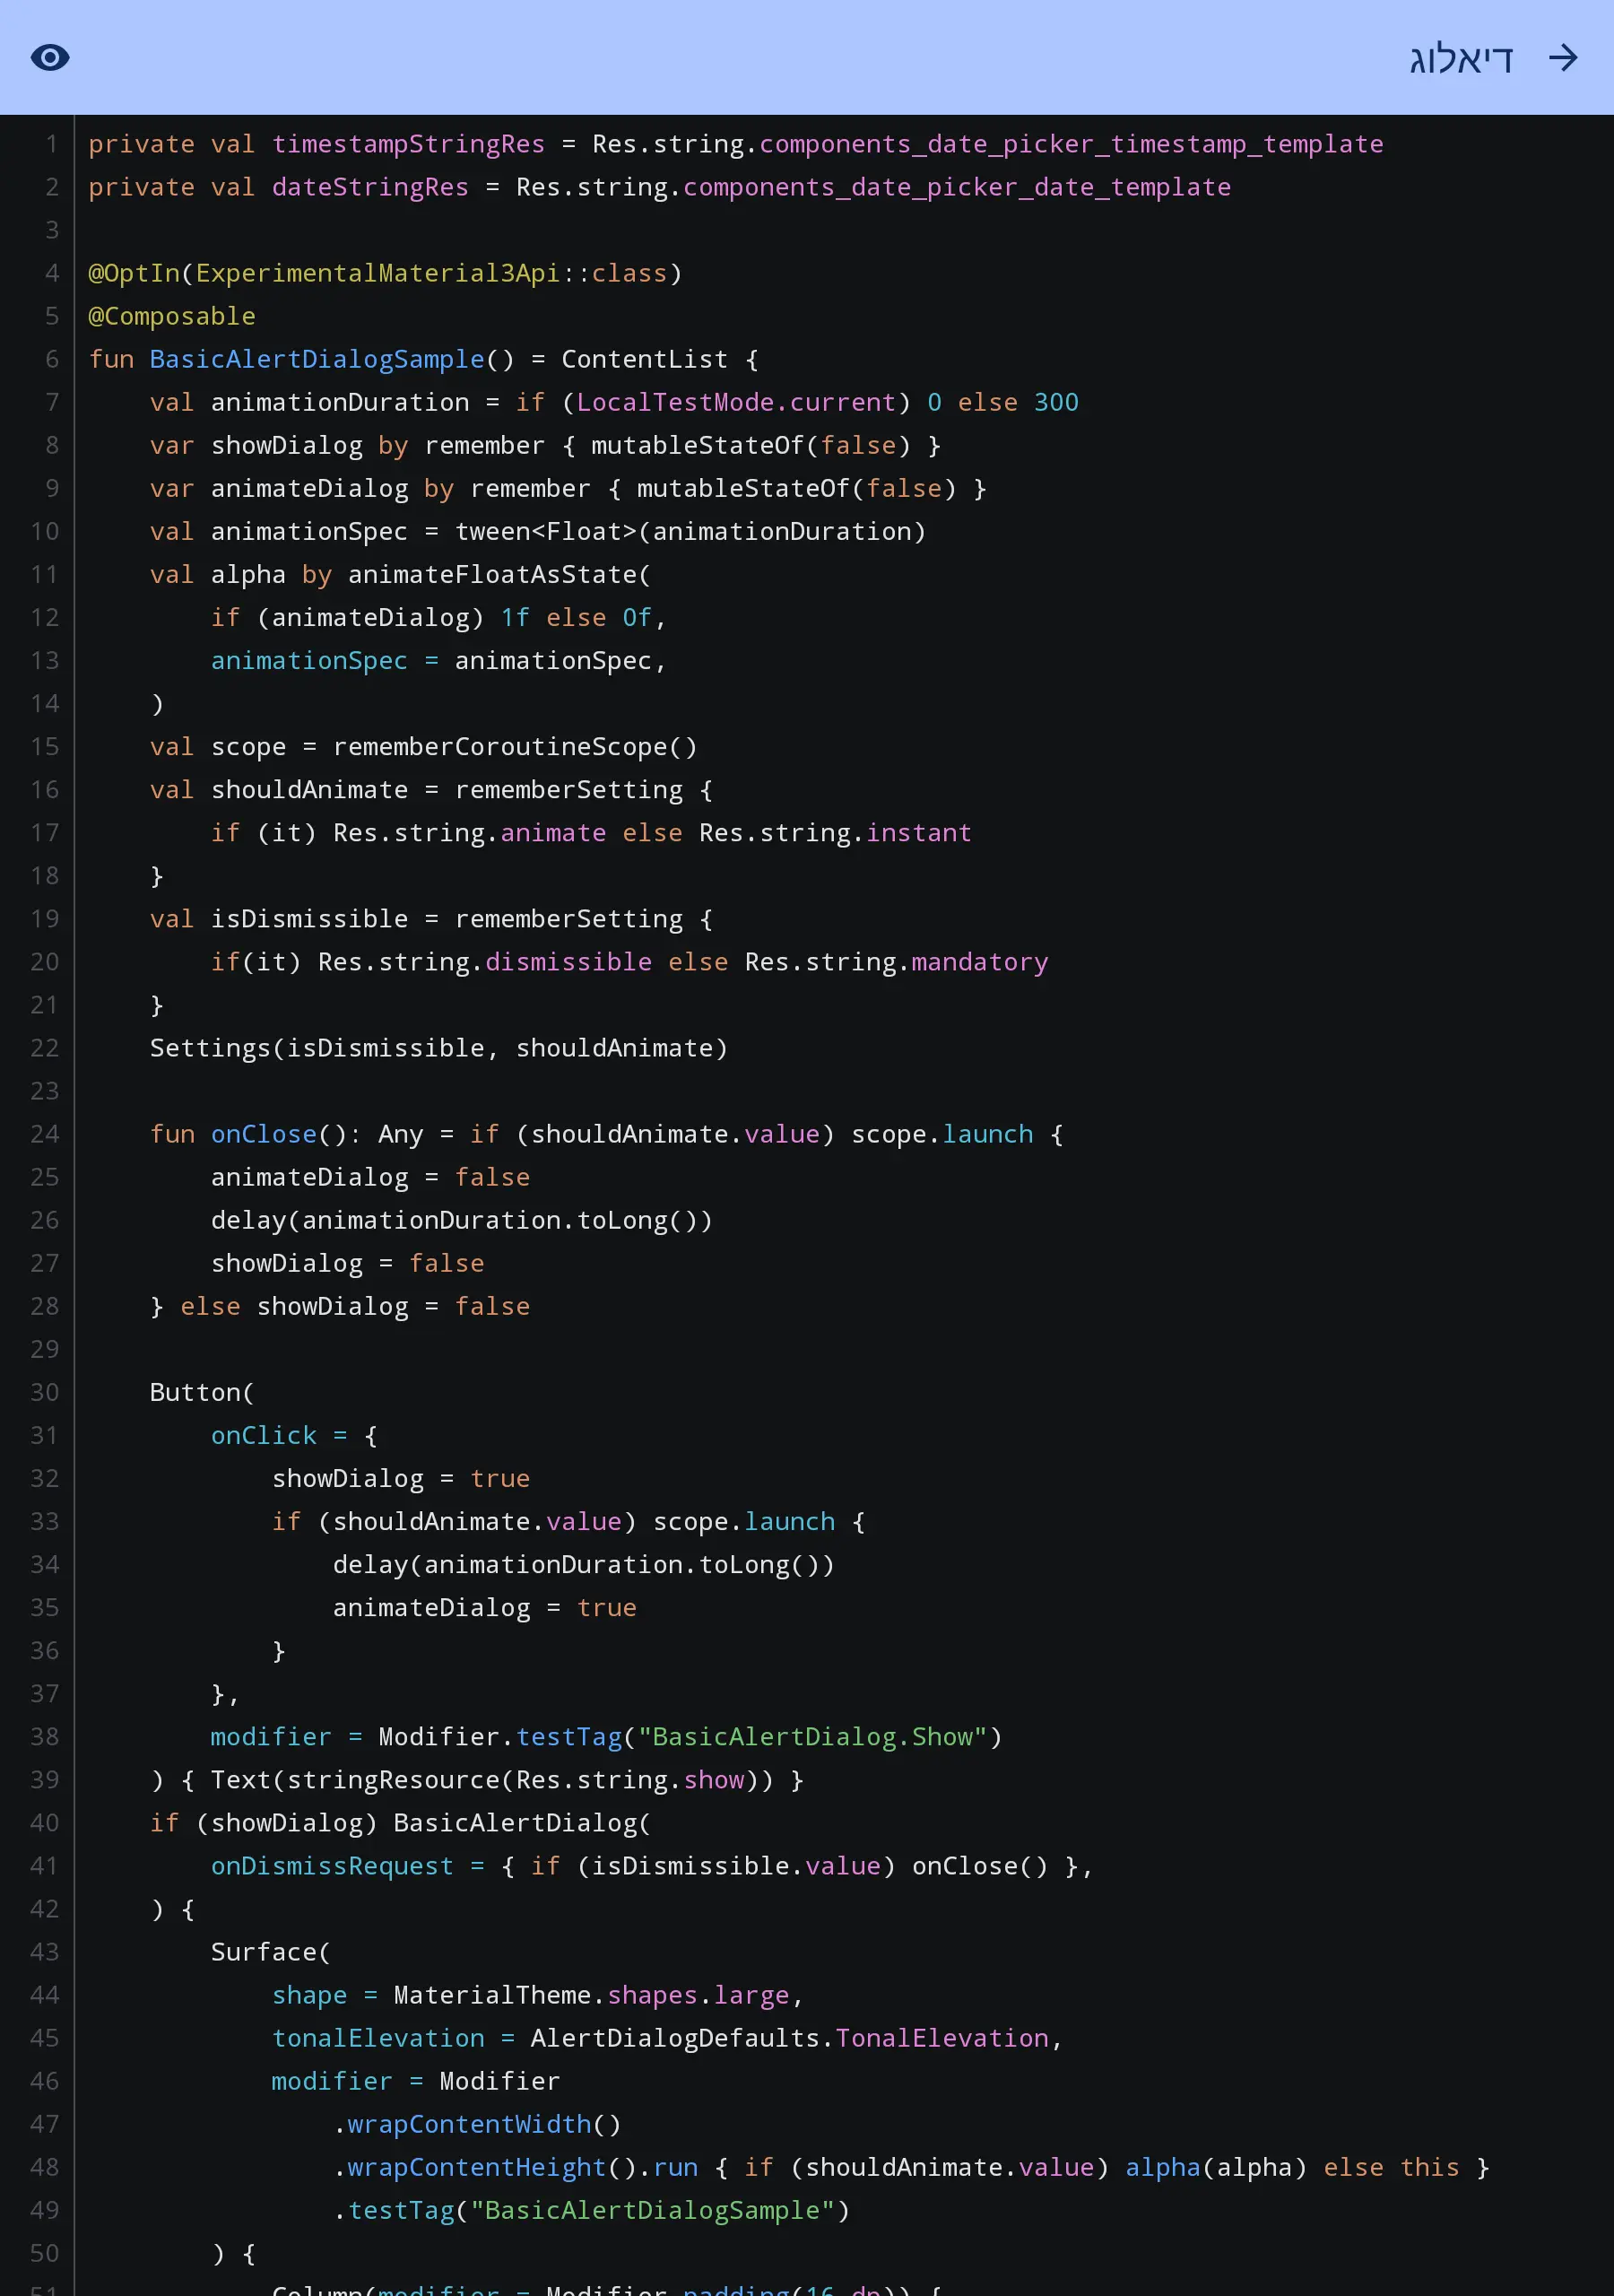 דיאלוג
1 private val timestampStringRes = Res.string.components_date_picker_timestamp_template
2 private val dateStringRes = Res.string.components_date_picker_date_template
3
4 @OptIn(ExperimentalMaterial3Api::class)
5 @Composable
6 fun BasicAlertDialogSample() = ContentList {
7     val animationDuration = if (LocalTestMode.current) 0 else 300
8     var showDialog by remember { mutableStateOf(false) }
9     var animateDialog by remember { mutableStateOf(false) }
10     val animationSpec = tween<Float>(animationDuration)
11     val alpha by animateFloatAsState(
12         if (animateDialog) 1f else 0f,
13         animationSpec = animationSpec,
14     )
15     val scope = rememberCoroutineScope()
16     val shouldAnimate = rememberSetting {
17         if (it) Res.string.animate else Res.string.instant
18     }
19     val isDismissible = rememberSetting {
20         if(it) Res.string.dismissible else Res.string.mandatory
21     }
22     Settings(isDismissible, shouldAnimate)
23
24     fun onClose(): Any = if (shouldAnimate.value) scope.launch {
25         animateDialog = false
26         delay(animationDuration.toLong())
27         showDialog = false
28     } else showDialog = false
29
30     Button(
31         onClick = {
32             showDialog = true
33             if (shouldAnimate.value) scope.launch {
34                 delay(animationDuration.toLong())
35                 animateDialog = true
36             }
37         },
38         modifier = Modifier.testTag("BasicAlertDialog.Show")
39     ) { Text(stringResource(Res.string.show)) }
40     if (showDialog) BasicAlertDialog(
41         onDismissRequest = { if (isDismissible.value) onClose() },
42     ) {
43         Surface(
44             shape = MaterialTheme.shapes.large,
45             tonalElevation = AlertDialogDefaults.TonalElevation,
46             modifier = Modifier
47                 .wrapContentWidth()
48                 .wrapContentHeight().run { if (shouldAnimate.value) alpha(alpha) else this }
49                 .testTag("BasicAlertDialogSample")
50         ) {
51             Column(modifier = Modifier.padding(16.dp)) {